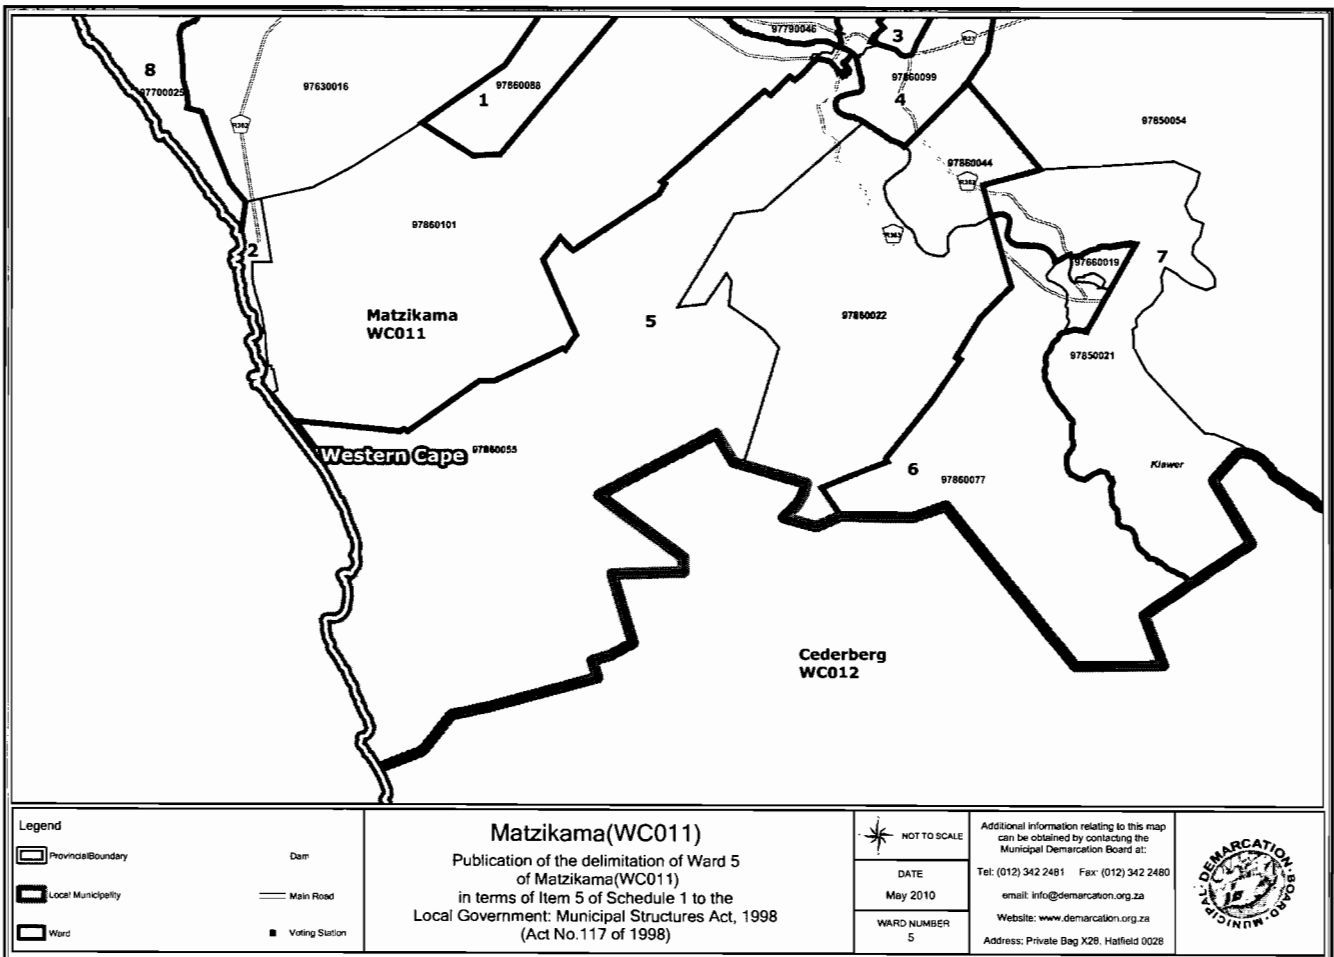 97790046
3
R27
8
97700025
97630016
1
97860088
97860099
4
R362
97850054
97860044
R362
97860101
2
R363
97660019
7
Matzikama
WC011
5
97860022
97850021
Western Cape
97860055
6
97860077
Klawer
Cederberg
WC012
Legend
ProvincialBoundary
Dam
Local Municipality
Main Road
Ward
Voting Station
Matzikama(WC011)
Publication of the delimitation of Ward 5
of Matzikama(WC011)
in terms of Item 5 of Schedule 1 to the
Local Government: Municipal Structures Act, 1998
(Act No.117 of 1998)
NOT TO SCALE
DATE
May 2010
WARD NUMBER
5
Additional information relating to this map
can be obtained by contacting the
Municipal Demarcation Board at:
Tel: (012) 342 2481 Fax: (012) 342 2480
email: info@demarcation.org.za
Website: www.demarcation.org.za
Address: Private Bag X28, Hatfield 0028
MUNICIPAL DEMARCATION BOARD